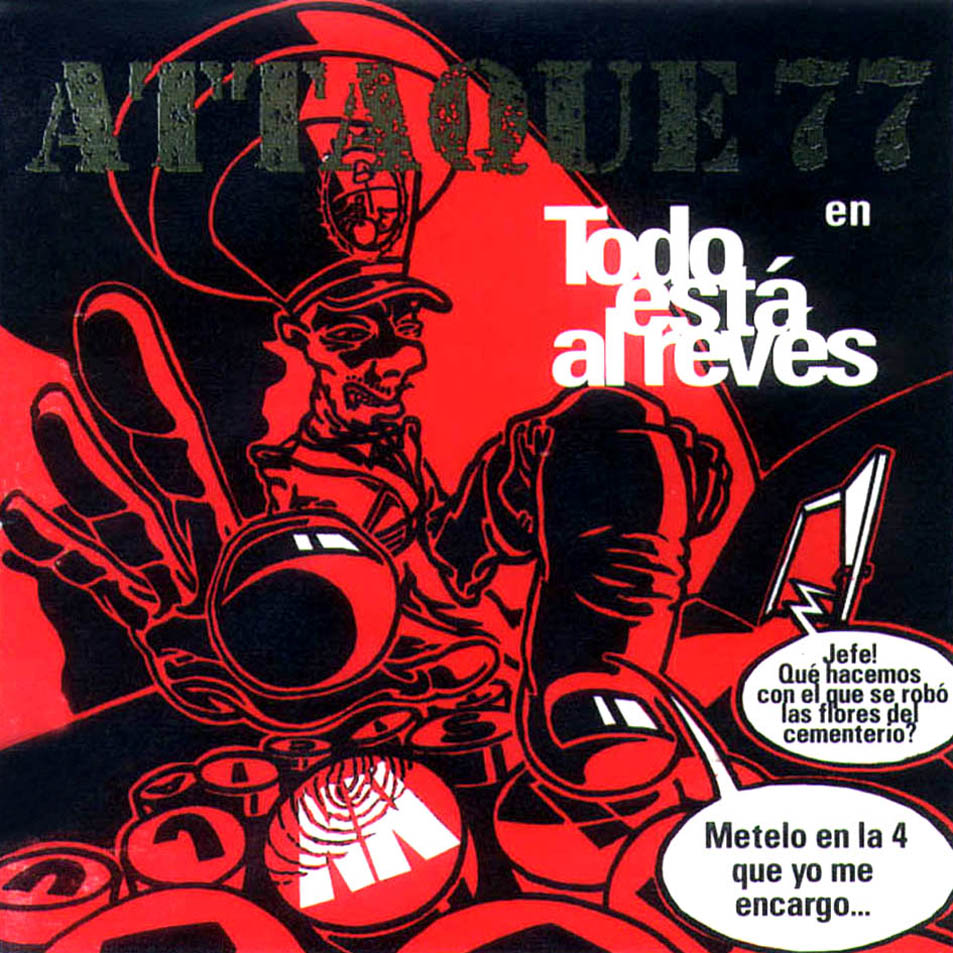 ATTAQUE 77
en
Todo
está
al revés
Jefe!
Qué hacemos
con el que se robó
las flores del
cementerio?
Metelo en la 4
que yo me
encargo...